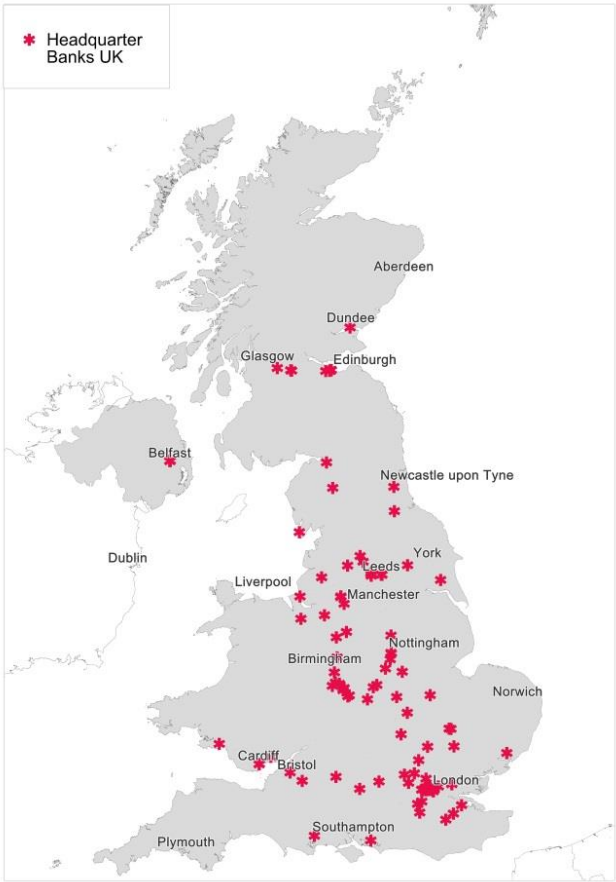 Headquarter
Banks UK
Aberdeen
Dundee
Glasgow
Edinburgh
Belfast
Newcastle upon Tyne
Dublin
York
Leeds
Liverpool
Manchester
Nottingham
Birmingham
Norwich
Cardiff
Bristol
London
Southampton
Plymouth